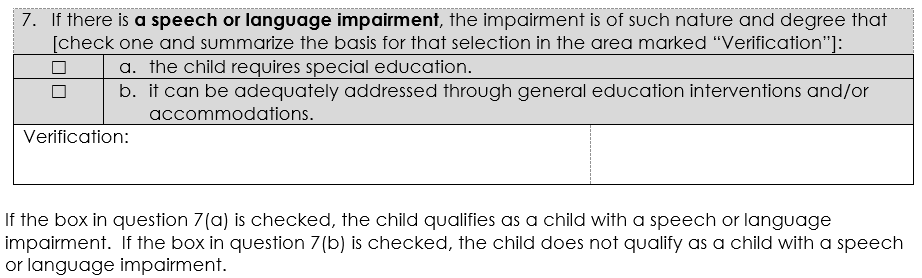 7. If there is a speech or language impairment, the impairment is of such nature and degree that
[check one and summarize the basis for that selection in the area marked “Verification”]:
☐ a. the child requires special education.
☐ b. it can be adequately addressed through general education interventions and/or
accommodations.
Verification:
If the box in question 7(a) is checked, the child qualifies as a child with a speech or language
impairment. If the box in question 7(b) is checked, the child does not qualify as a child with a speech
or language impairment.